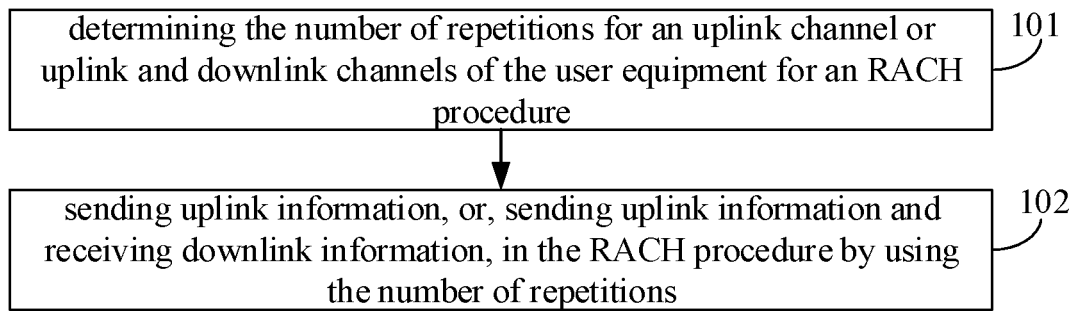 determining the number of repetitions for an uplink channel or
uplink and downlink channels of the user equipment for an RACH
procedure
101
sending uplink information, or, sending uplink information and
receiving downlink information, in the RACH procedure by using
the number of repetitions
102